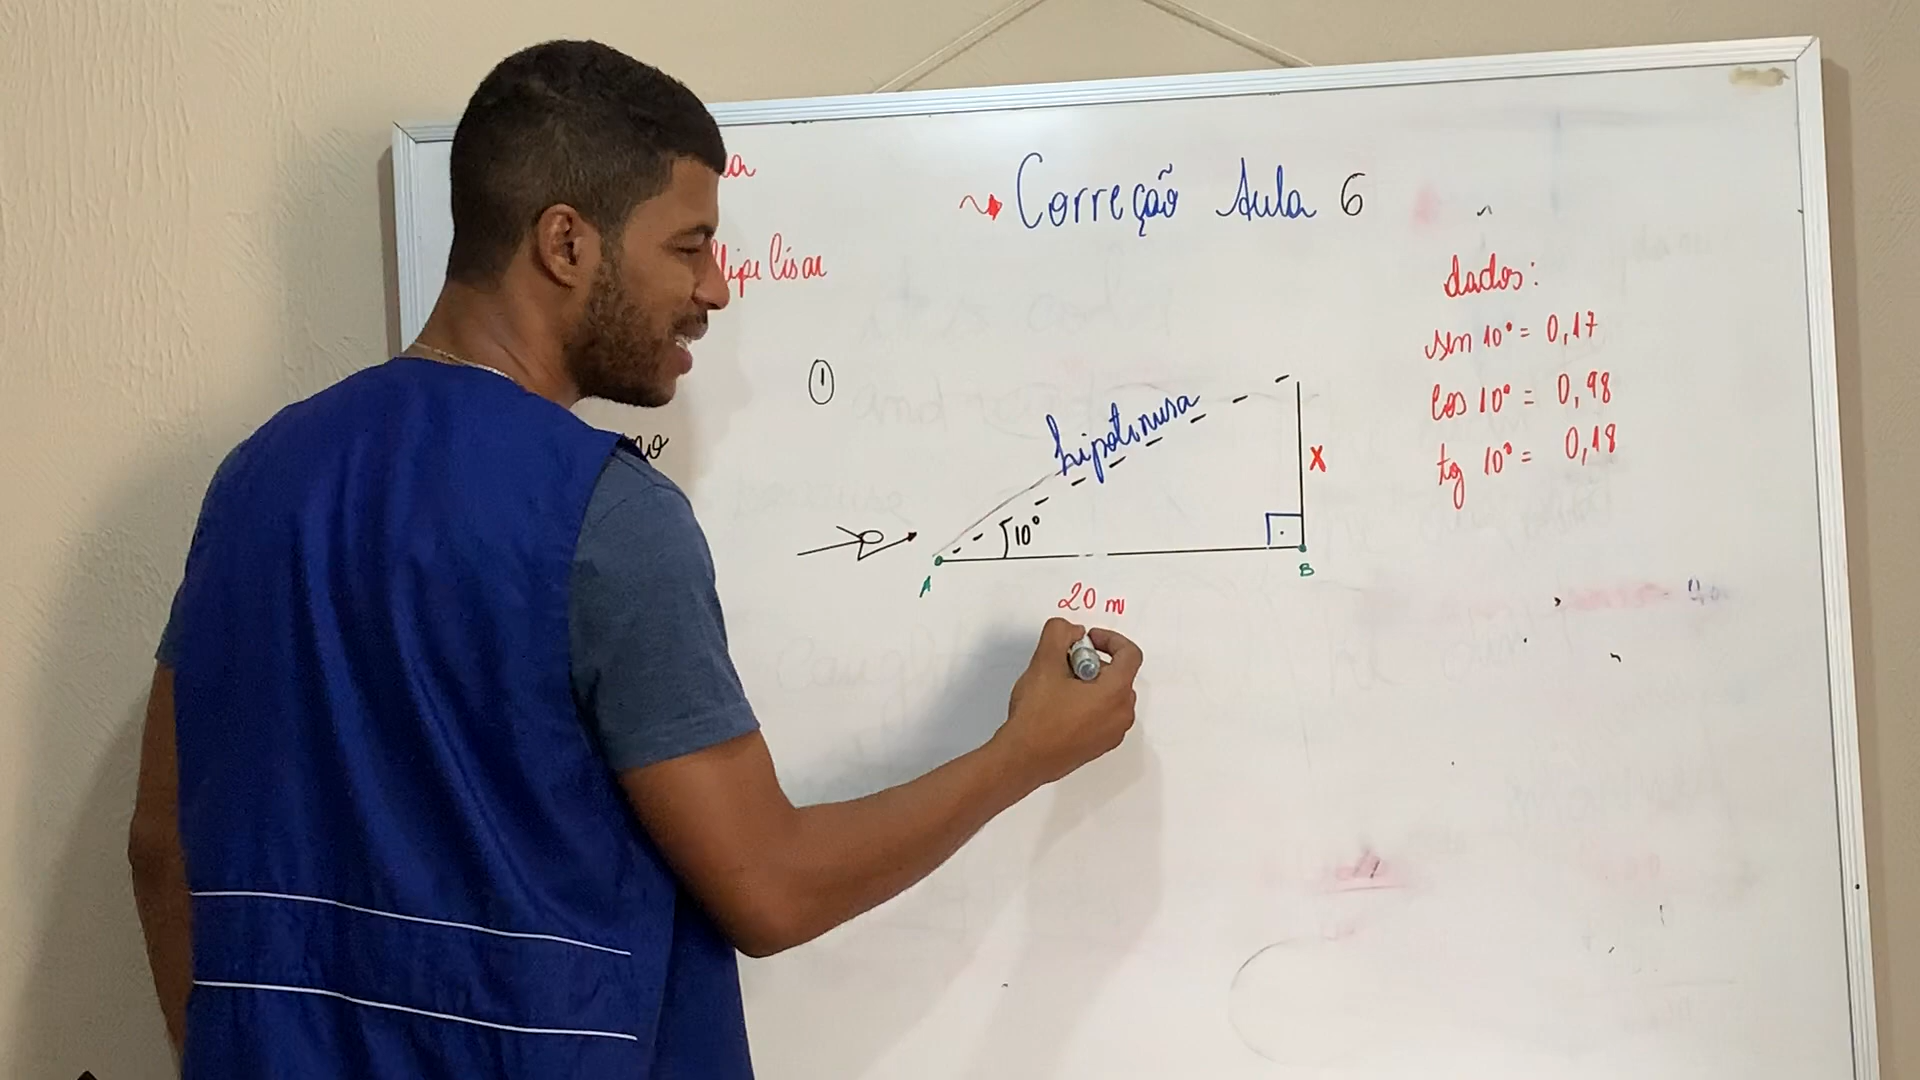 Correção Aula 6
César
dados:
sen 10° = 0,17
cos 10° = 0,98
tg 10° = 0,18
1
hipotenusa
x
10°
A
B
20 m